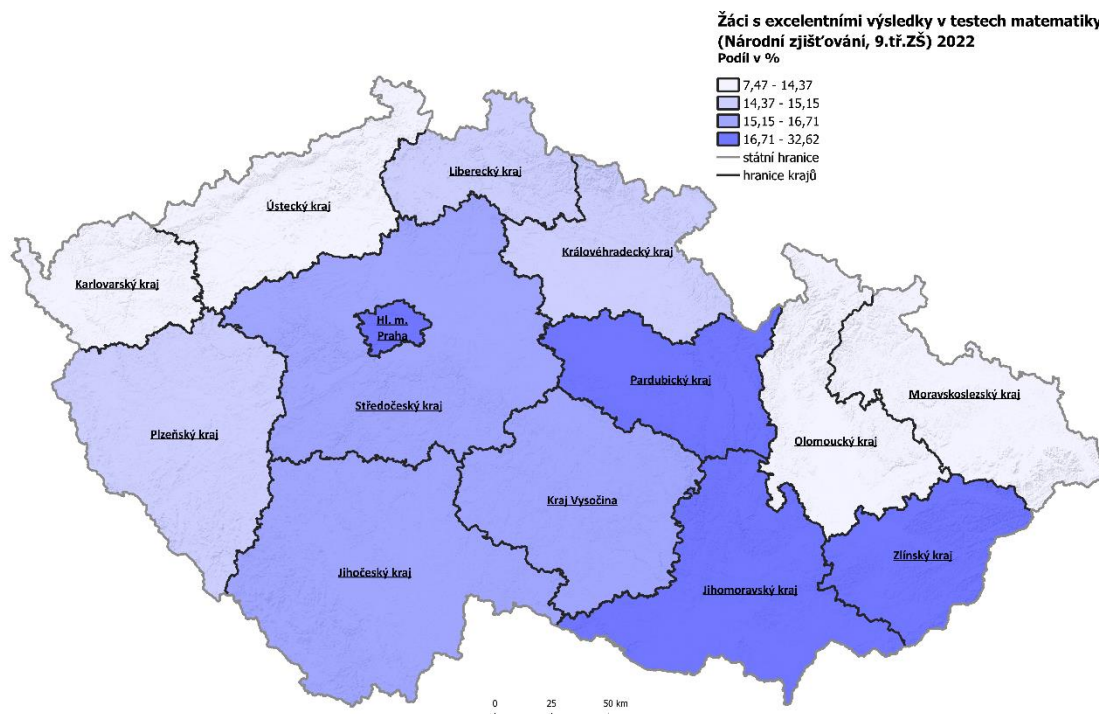 Žáci s excelentními výsledky v testech matematiky
(Národní zjišťování, 9.tř.ZŠ) 2022
Podíl v %
7,47 - 14,37
14,37 - 15,15
15,15 - 16,71
16,71 - 32,62
státní hranice
hranice krajů
Liberecký kraj
Ústecký kraj
Královéhradecký kraj
Karlovarský kraj
Hl. m.
Praha
Pardubický kraj
Moravskoslezský kraj
Středočeský kraj
Plzeňský kraj
Olomoucký kraj
Kraj Vysočina
Zlínský kraj
Jihočeský kraj
Jihomoravský kraj
0 25 50 km